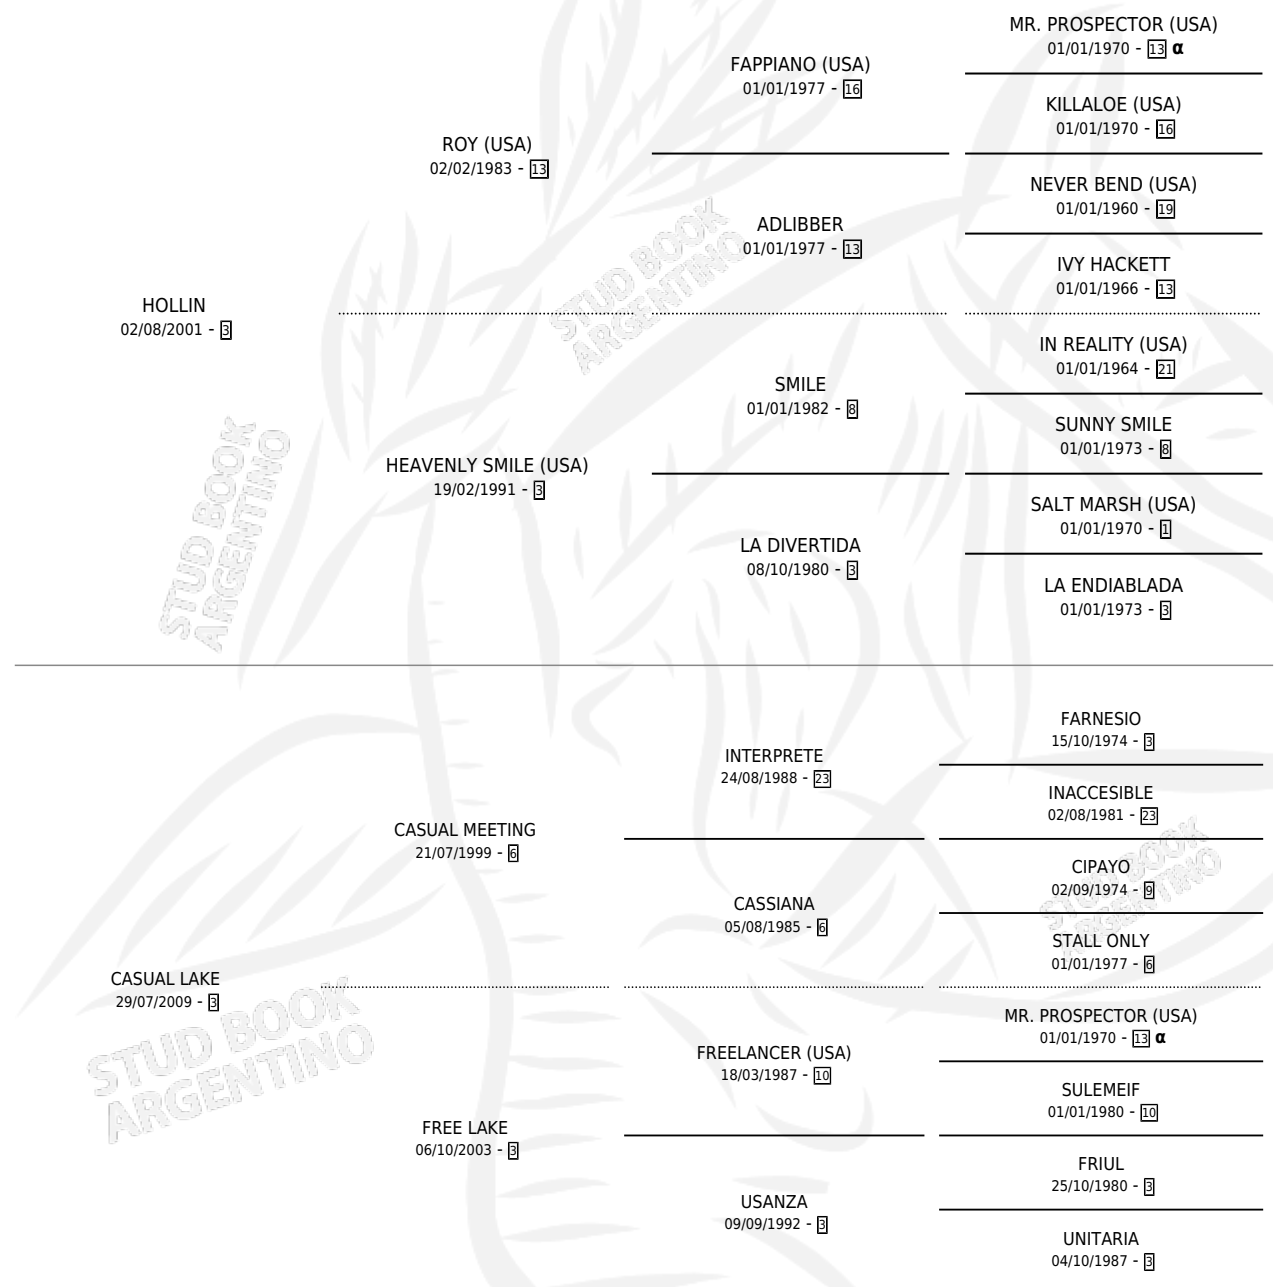 MR. PROSPECTOR (USA)
01/01/1970 - 13 α
FAPPIANO (USA)
01/01/1977 - 16
KILLALOE (USA)
01/01/1970 - 16
ROY (USA)
02/02/1983 - 13
NEVER BEND (USA)
01/01/1960 - 19
ADLIBBER
01/01/1977 - 13
IVY HACKETT
01/01/1966 - 13
HOLLIN
02/08/2001 - 3
IN REALITY (USA)
01/01/1964 - 21
SMILE
01/01/1982 - 8
SUNNY SMILE
01/01/1973 - 8
HEAVENLY SMILE (USA)
19/02/1991 - 3
SALT MARSH (USA)
01/01/1970 - 1
LA DIVERTIDA
08/10/1980 - 3
LA ENDIABLADA
01/01/1973 - 3
FARNESIO
15/10/1974 - 3
INTERPRETE
24/08/1988 - 23
INACCESIBLE
02/08/1981 - 23
CASUAL MEETING
21/07/1999 - 6
CIPAYO
02/09/1974 - 9
CASSIANA
05/08/1985 - 6
STALL ONLY
01/01/1977 - 6
CASUAL LAKE
29/07/2009 - 3
MR. PROSPECTOR (USA)
01/01/1970 - 13 α
FREELANCER (USA)
18/03/1987 - 10
SULEMEIF
01/01/1980 - 10
FREE LAKE
06/10/2003 - 3
FRIUL
25/10/1980 - 3
USANZA
09/09/1992 - 3
UNITARIA
04/10/1987 - 3
STUD BOOK
ARGENTINO
STUD BOOK
ARGENTINO
STUD BOOK
ARGENTINO
STUD BOOK
ARGENTINO